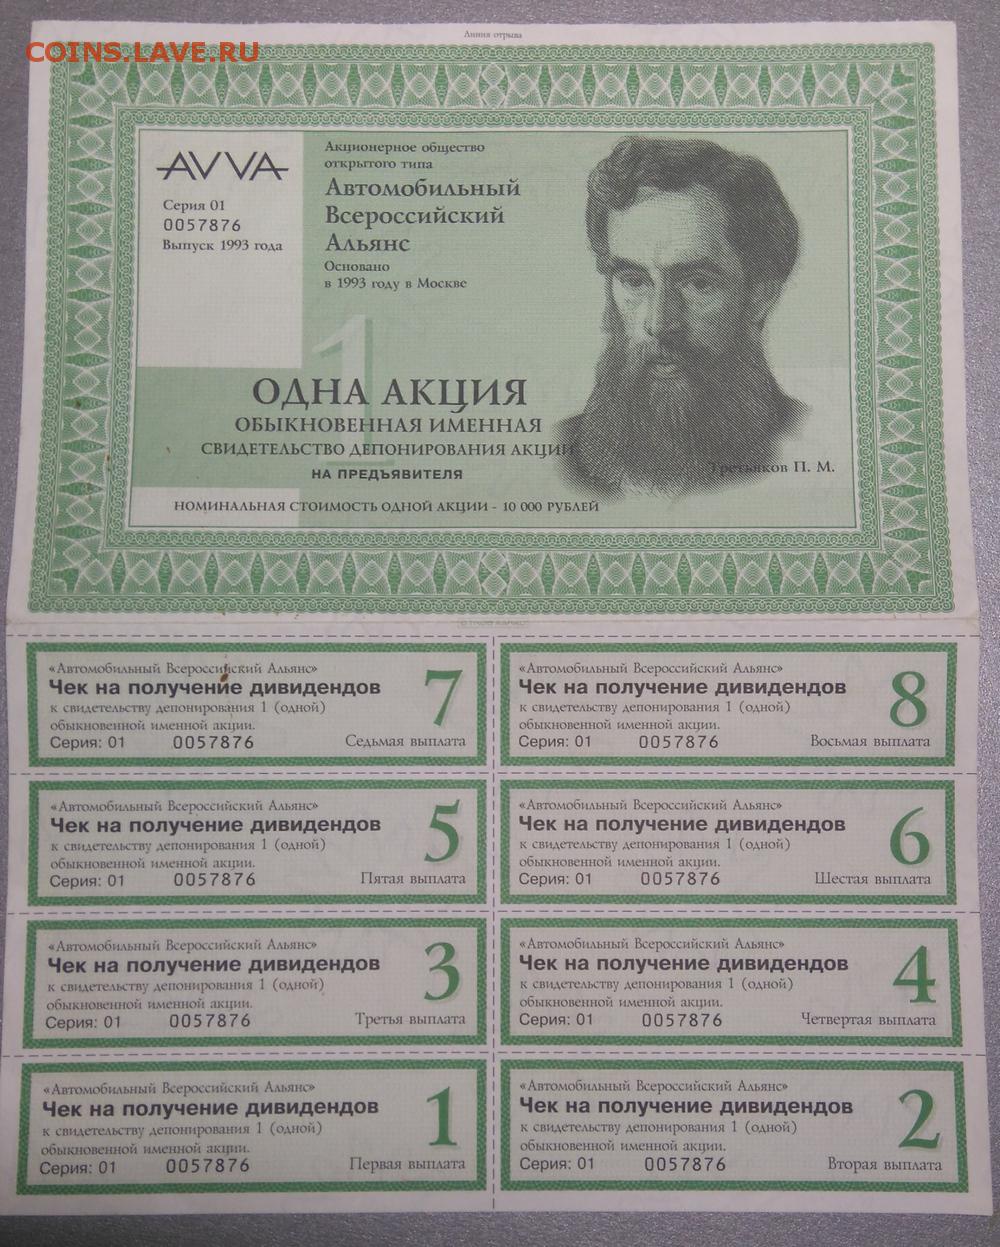 COINS.LAVE.RU
Линия отрыва
AVVA
Серия 01
0057876
Выпуск 1993 года
Акционерное общество
открытого типа
Автомобильный
Всероссийский
Альянс
Основано
в 1993 году в Москве
1
ОДНА АКЦИЯ
ОБЫКНОВЕННАЯ ИМЕННАЯ
СВИДЕТЕЛЬСТВО ДЕПОНИРОВАНИЯ АКЦИИ
НА ПРЕДЪЯВИТЕЛЯ
Третьяков П. М.
НОМИНАЛЬНАЯ СТОИМОСТЬ ОДНОЙ АКЦИИ - 10 000 РУБЛЕЙ
«Автомобильный Всероссийский Альянс»
Чек на получение дивидендов
к свидетельству депонирования 1 (одной)
обыкновенной именной акции.
Серия: 01 0057876
Седьмая выплата
7
«Автомобильный Всероссийский Альянс»
Чек на получение дивидендов
к свидетельству депонирования 1 (одной)
обыкновенной именной акции.
Серия: 01 0057876
Восьмая выплата
8
«Автомобильный Всероссийский Альянс»
Чек на получение дивидендов
к свидетельству депонирования 1 (одной)
обыкновенной именной акции.
Серия: 01 0057876
Пятая выплата
5
«Автомобильный Всероссийский Альянс»
Чек на получение дивидендов
к свидетельству депонирования 1 (одной)
обыкновенной именной акции.
Серия: 01 0057876
Шестая выплата
6
«Автомобильный Всероссийский Альянс»
Чек на получение дивидендов
к свидетельству депонирования 1 (одной)
обыкновенной именной акции.
Серия: 01 0057876
Третья выплата
3
«Автомобильный Всероссийский Альянс»
Чек на получение дивидендов
к свидетельству депонирования 1 (одной)
обыкновенной именной акции.
Серия: 01 0057876
Четвертая выплата
4
«Автомобильный Всероссийский Альянс»
Чек на получение дивидендов
к свидетельству депонирования 1 (одной)
обыкновенной именной акции.
Серия: 01 0057876
Первая выплата
1
«Автомобильный Всероссийский Альянс»
Чек на получение дивидендов
к свидетельству депонирования 1 (одной)
обыкновенной именной акции.
Серия: 01 0057876
Вторая выплата
2